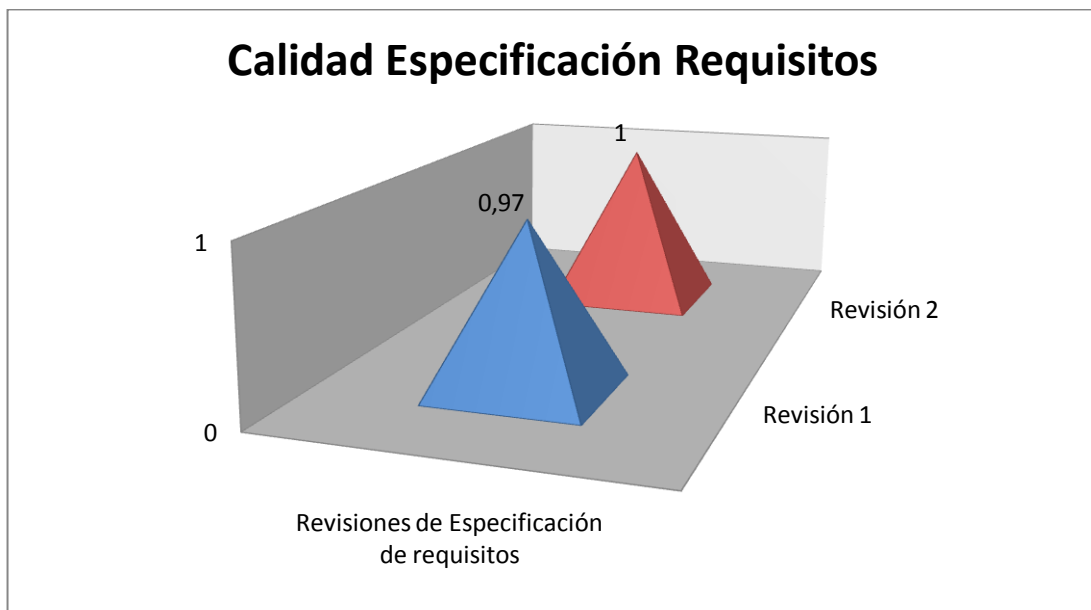 Calidad Especificación Requisitos
1
0,97
1
Revisión 2
Revisión 1
0
Revisiones de Especificación
de requisitos